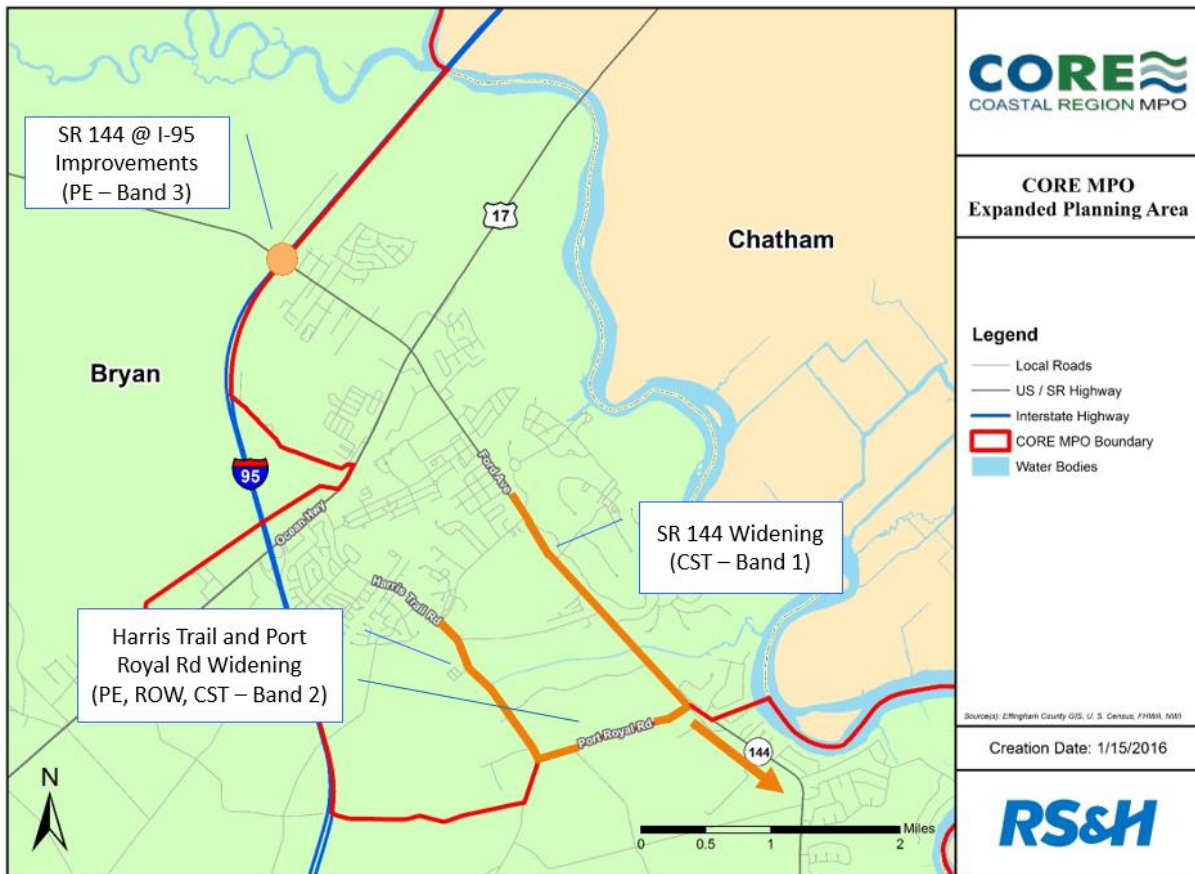 SR 144 @ I-95
Improvements
(PE – Band 3)
17
Chatham
Bryan
95
Ocean Hwy
Ford Ave
SR 144 Widening
(CST – Band 1)
Harris Trail Rd
Harris Trail and Port
Royal Rd Widening
(PE, ROW, CST – Band 2)
Port Royal Rd
144
N
Miles
0 0.5 1 2
CORE
COASTAL REGION MPO
CORE MPO
Expanded Planning Area
Legend
Local Roads
US / SR Highway
Interstate Highway
CORE MPO Boundary
Water Bodies
Source(s): Effingham County GIS, U. S. Census, FHWA, NWI
Creation Date: 1/15/2016
RS&H